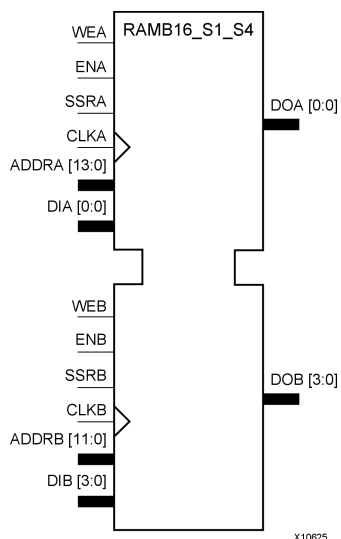 RAMB16_S1_S4
WEA
ENA
SSRA
CLKA
ADDRA [13:0]
DIA [0:0]
DOA [0:0]
WEB
ENB
SSRB
CLKB
ADDRB [11:0]
DIB [3:0]
DOB [3:0]
X10625